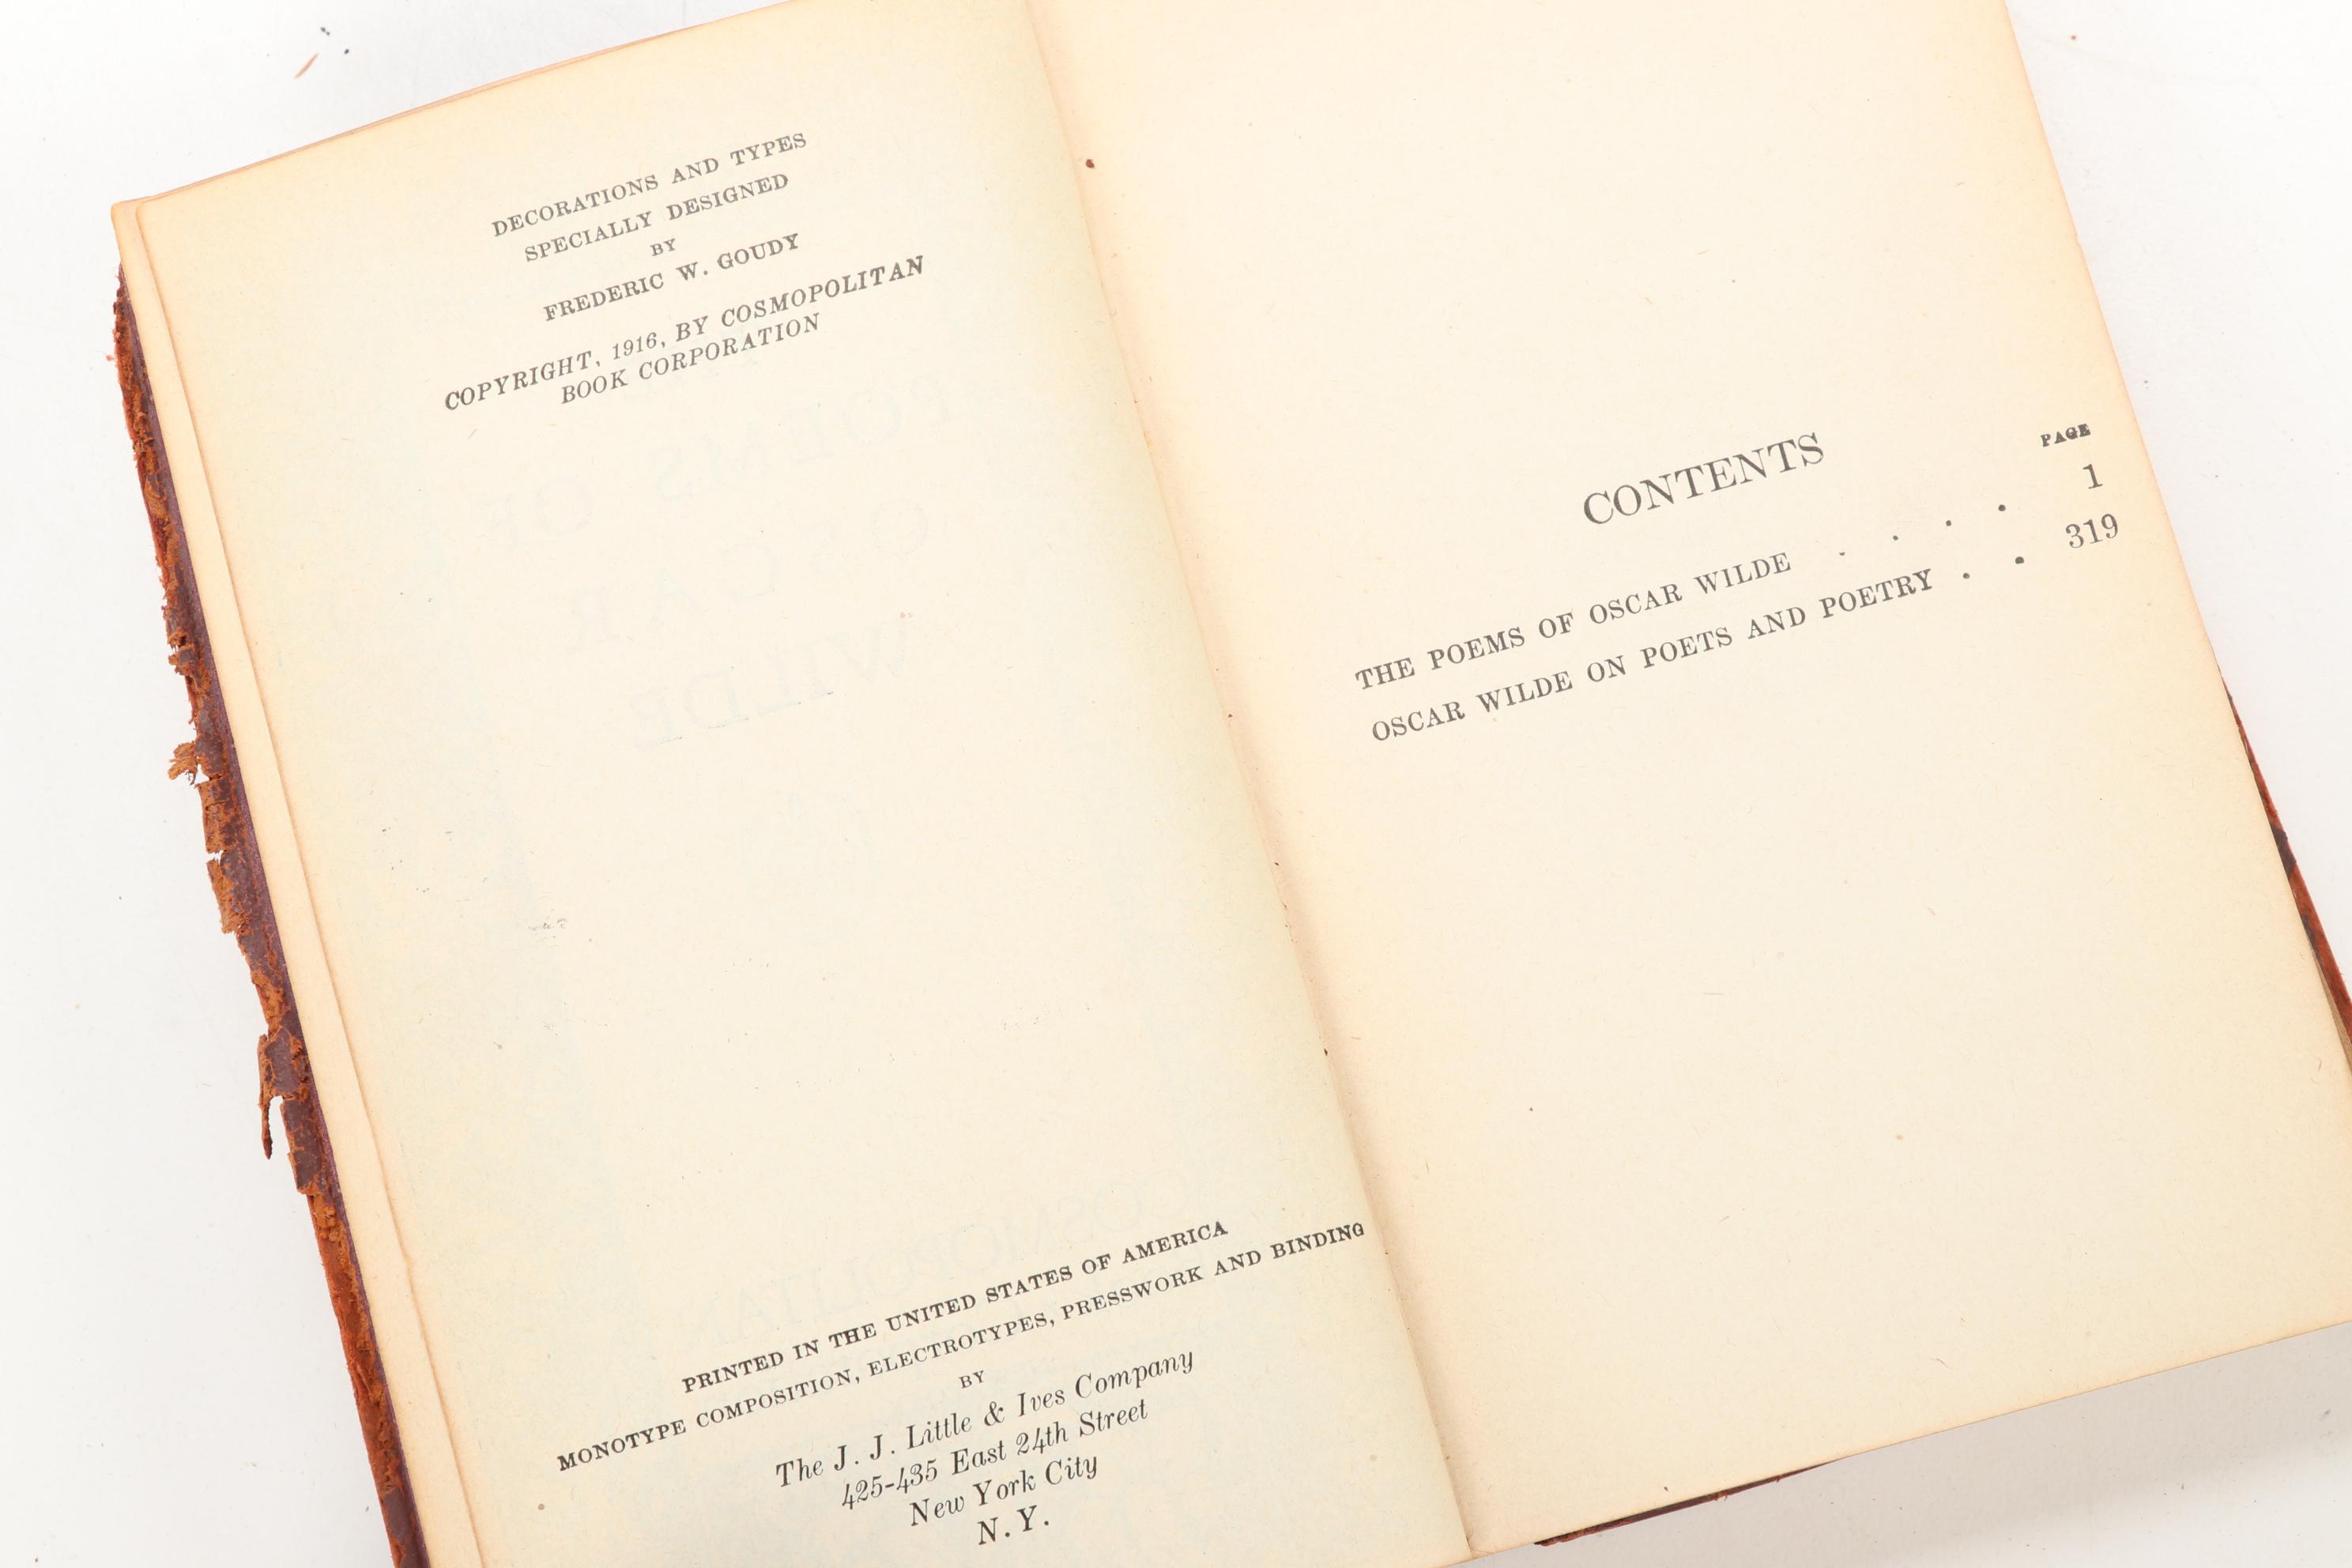 DECORATIONS AND TYPES
SPECIALLY DESIGNED
BY
FREDERIC W. GOUDY
COPYRIGHT, 1916, BY COSMOPOLITAN
BOOK CORPORATION
PRINTED IN THE UNITED STATES OF AMERICA
MONOTYPE COMPOSITION, ELECTROTYPES, PRESSWORK AND BINDING
BY
The J. J. Little & Ives Company
425-435 East 24th Street
New York City
N. Y.
CONTENTS
PAGE
THE POEMS OF OSCAR WILDE . . . . 1
OSCAR WILDE ON POETS AND POETRY . . 319